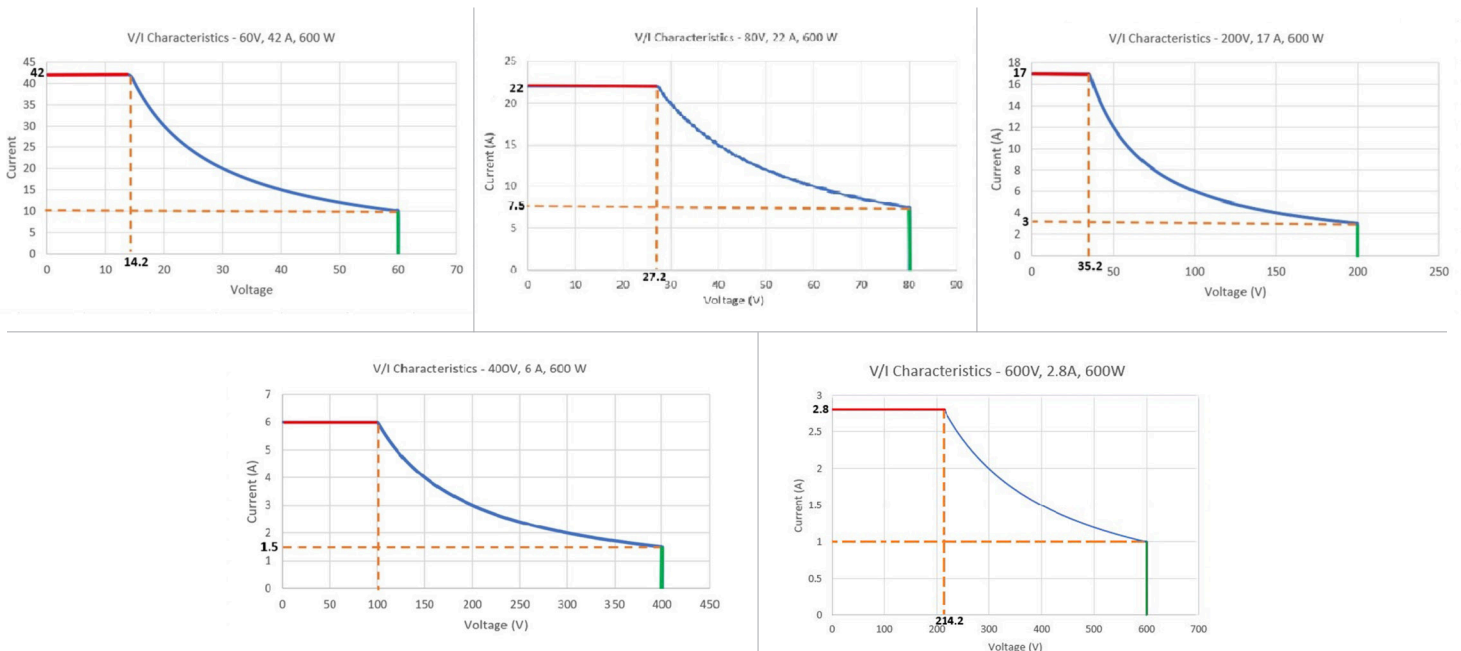 V/I Characteristics - 60V, 42 A, 600 W
45
42
40
35
30
25
20
15
10
5
0
Current
0 10 20 30 40 50 60 70
14.2
Voltage
V/I Characteristics - 80V, 22 A, 600 W
25
22
20
15
10
7.5
5
0
Current (A)
0 10 20 30 40 50 60 70 80 90
27.2
Voltage (V)
V/I Characteristics - 200V, 17 A, 600 W
18
17
16
14
12
10
8
6
4
3
2
0
Current (A)
0 50 100 150 200 250
35.2
Voltage (V)
V/I Characteristics - 400V, 6 A, 600 W
7
6
5
4
3
2
1.5
1
0
Current (A)
0 50 100 150 200 250 300 350 400 450
Voltage (V)
V/I Characteristics - 600V, 2.8A, 600W
3
2.8
2.5
2
1.5
1
0.5
0
Current (A)
0 100 200 300 400 500 600 700
214.2
Voltage (V)